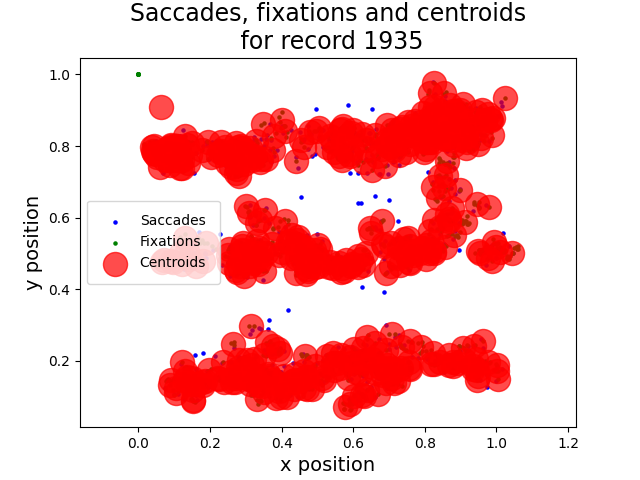 Saccades, fixations and centroids
for record 1935
1.0
0.8
0.6
0.4
0.2
y position
Saccades
Fixations
Centroids
0.0 0.2 0.4 0.6 0.8 1.0 1.2
x position